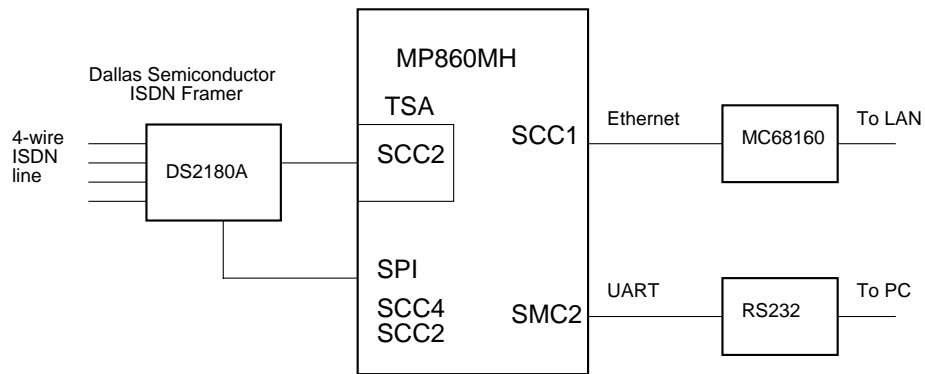 MP860MH
Dallas Semiconductor
ISDN Framer
TSA
4-wire
ISDN
line
DS2180A
SCC2
SCC1
Ethernet
MC68160
To LAN
SPI
SCC4
SCC2
SMC2
UART
RS232
To PC